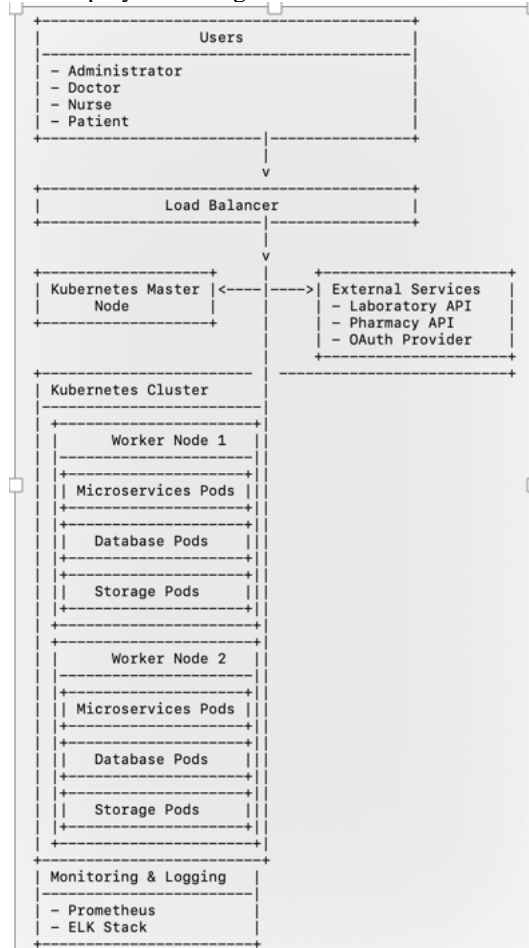 Users
- Administrator
- Doctor
- Nurse
- Patient
v
Load Balancer
v
Kubernetes Master <---- ----> External Services
Node - Laboratory API
- Pharmacy API
- OAuth Provider
Kubernetes Cluster
Worker Node 1
Microservices Pods
Database Pods
Storage Pods
Worker Node 2
Microservices Pods
Database Pods
Storage Pods
Monitoring & Logging
- Prometheus
- ELK Stack